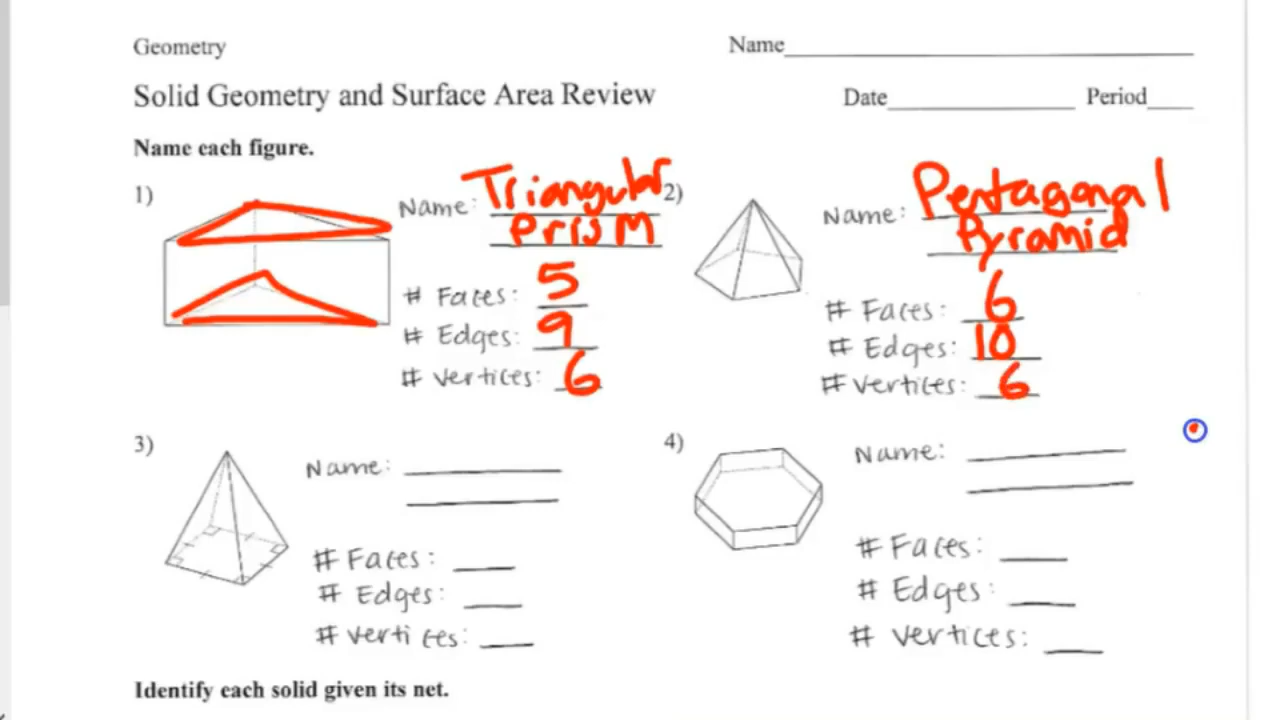 Geometry
Name
Solid Geometry and Surface Area Review
Date Period
Name each figure.
1)
Name: Triangular
Prism
# Faces: 5
# Edges: 9
# Vertices: 6
2)
Name: Pentagonal
Pyramid
# Faces: 6
# Edges: 10
# Vertices: 6
3)
Name:
# Faces:
# Edges:
# Vertices:
4)
Name:
# Faces:
# Edges:
# Vertices:
Identify each solid given its net.